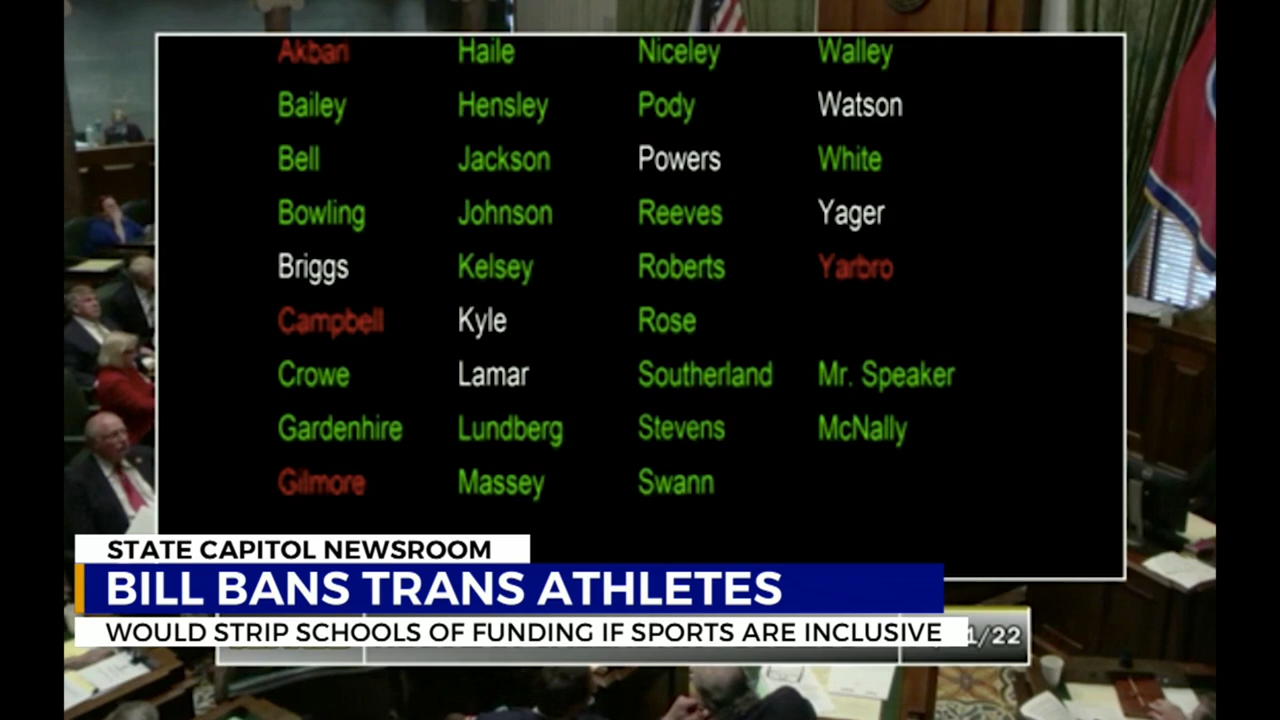 Akbari Haile Niceley Walley
Bailey Hensley Pody Watson
Bell Jackson Powers White
Bowling Johnson Reeves Yager
Briggs Kelsey Roberts Yarbro
Campbell Kyle Rose
Crowe Lamar Southerland Mr. Speaker
Gardenhire Lundberg Stevens McNally
Gilmore Massey Swann
STATE CAPITOL NEWSROOM
BILL BANS TRANS ATHLETES
WOULD STRIP SCHOOLS OF FUNDING IF SPORTS ARE INCLUSIVE
1/22